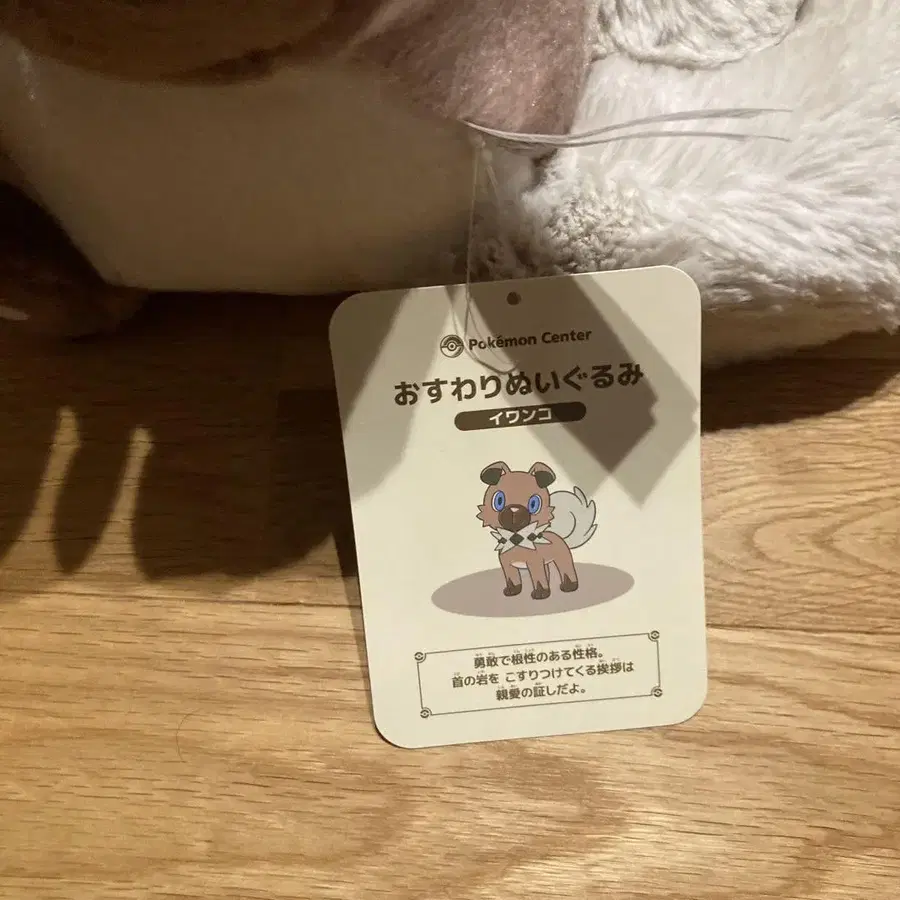 Pokémon Center
おすわりぬいぐるみ
イワンコ
勇敢で根性のある性格。
首の岩を こすりつけてくる挨拶は
親愛の証しだよ。